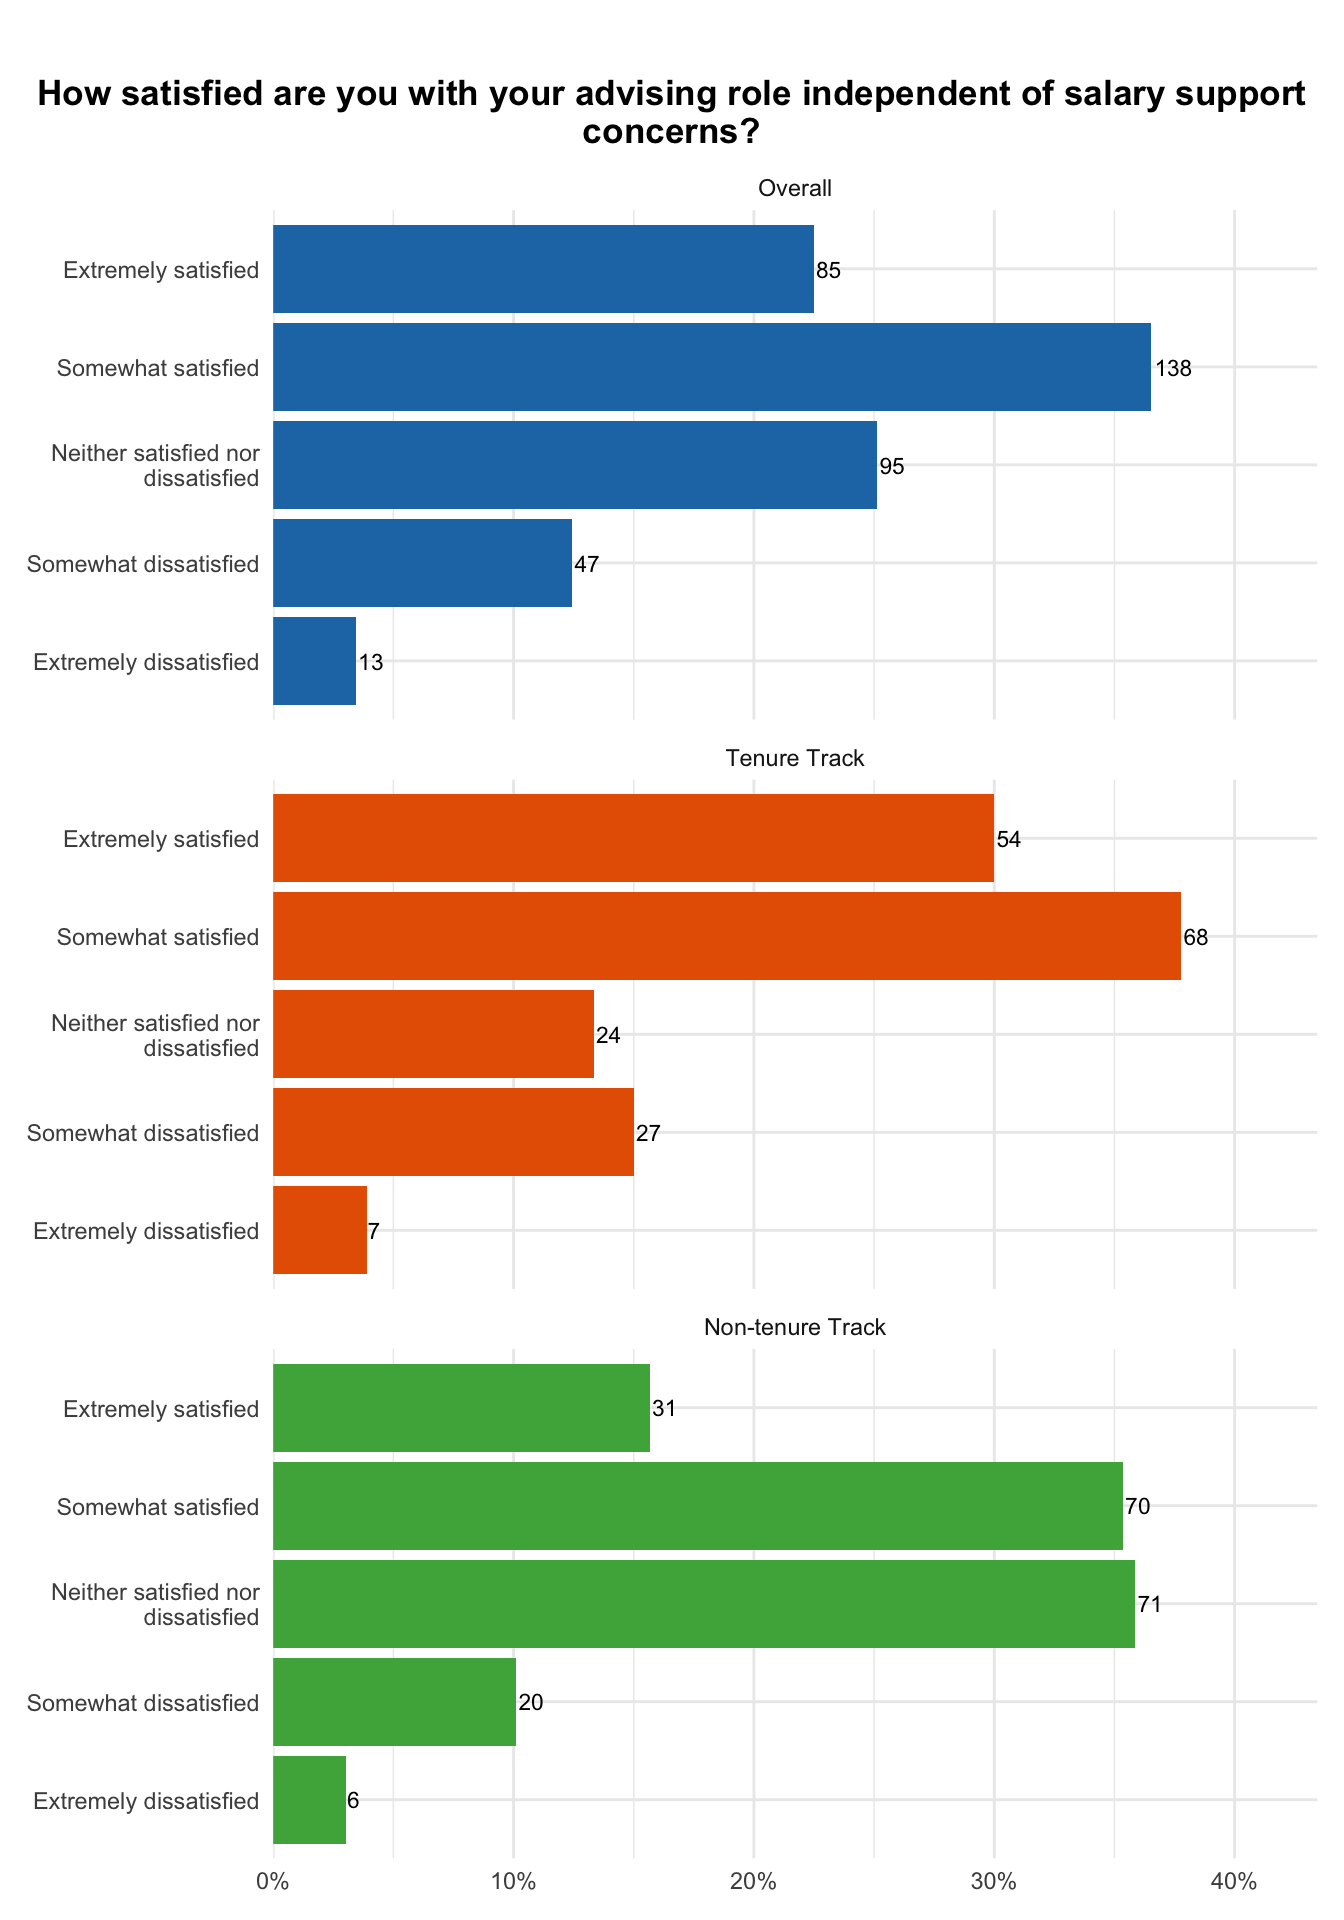 How satisfied are you with your advising role independent of salary support
concerns?
Overall
Extremely satisfied
85
Somewhat satisfied
138
Neither satisfied nor
dissatisfied
95
Somewhat dissatisfied
47
Extremely dissatisfied
13
Tenure Track
Extremely satisfied
54
Somewhat satisfied
68
Neither satisfied nor
dissatisfied
24
Somewhat dissatisfied
27
Extremely dissatisfied
7
Non-tenure Track
Extremely satisfied
31
Somewhat satisfied
70
Neither satisfied nor
dissatisfied
71
Somewhat dissatisfied
20
Extremely dissatisfied
6
0% 10% 20% 30% 40%